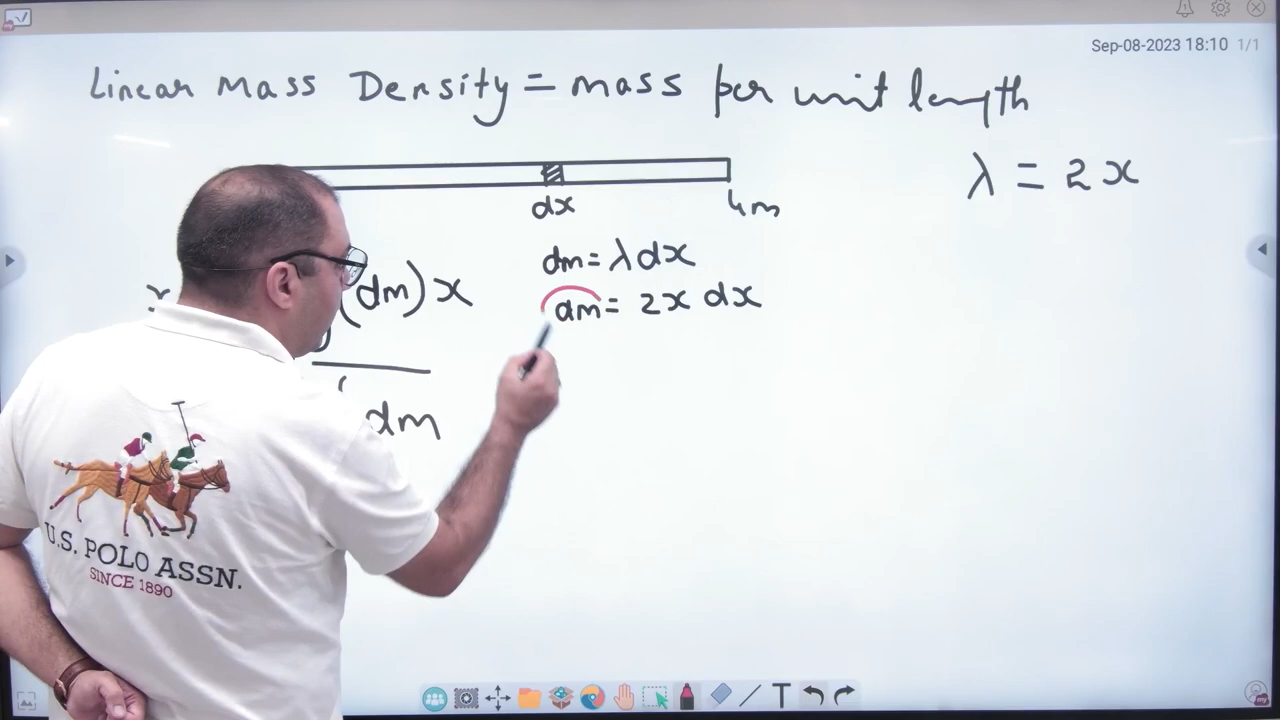 Sep-08-2023 18:10 1/1
Linear Mass Density = mass per unit length
λ = 2x
dx
4m
dm = λ dx
(dm) x
dm = 2x dx
dm
U.S. POLO ASSN.
SINCE 1890
T